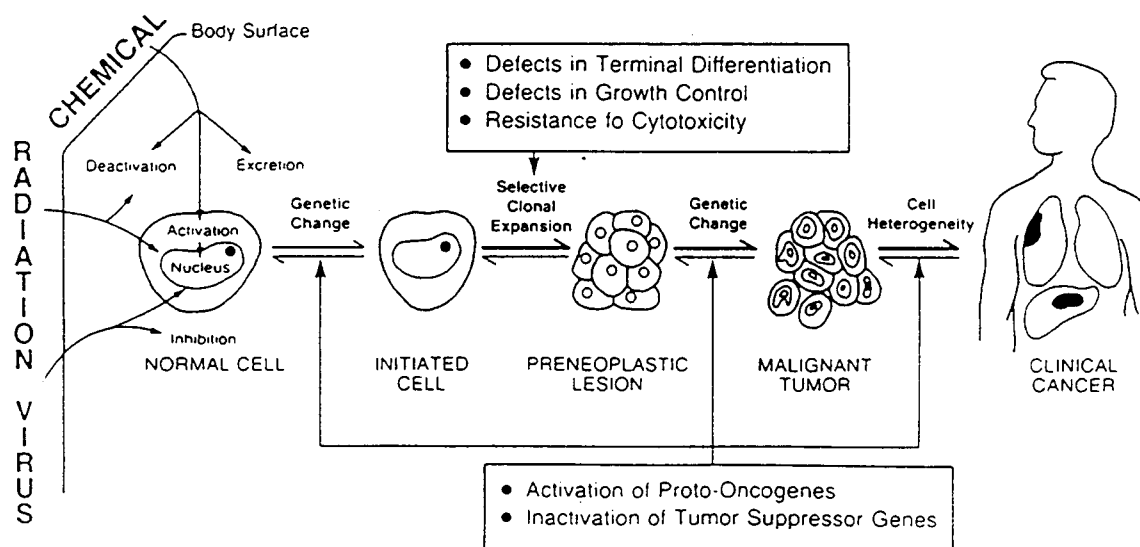 CHEMICAL
Body Surface
RADIATION VIRUS
Deactivation
Excretion
Activation
Nucleus
Inhibition
NORMAL CELL
Genetic
Change
INITIATED
CELL
● Defects in Terminal Differentiation
● Defects in Growth Control
● Resistance fo Cytotoxicity
Selective
Clonal
Expansion
PRENEOPLASTIC
LESION
Genetic
Change
MALIGNANT
TUMOR
Cell
Heterogeneity
CLINICAL
CANCER
● Activation of Proto-Oncogenes
● Inactivation of Tumor Suppressor Genes